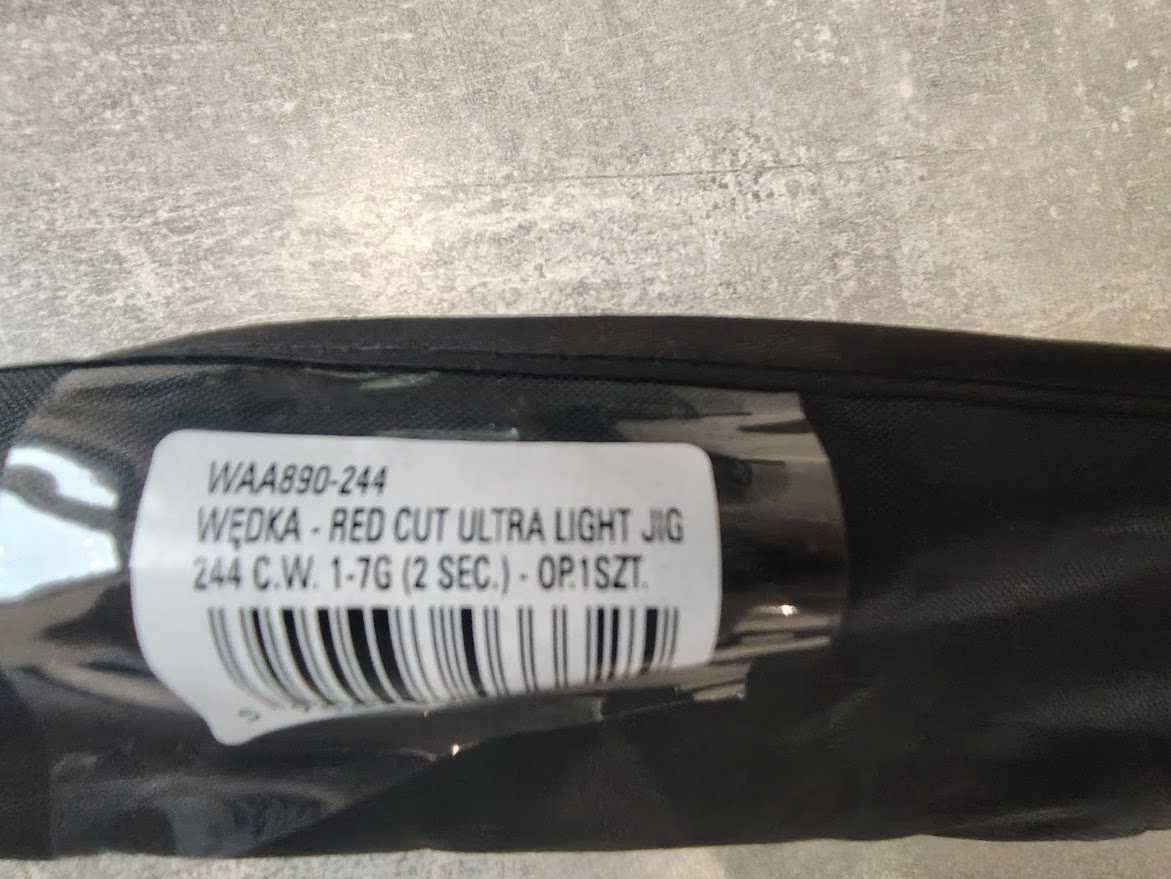 WAA890-244
WĘDKA - RED CUT ULTRA LIGHT JIG
244 C.W. 1-7G (2 SEC.) - OP.1SZT.